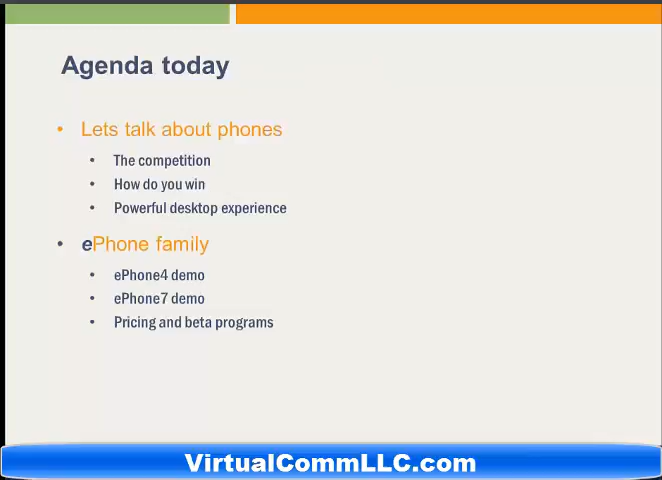 Agenda today
• Lets talk about phones
• The competition
• How do you win
• Powerful desktop experience
• ePhone family
• ePhone4 demo
• ePhone7 demo
• Pricing and beta programs
VirtualCommLLC.com